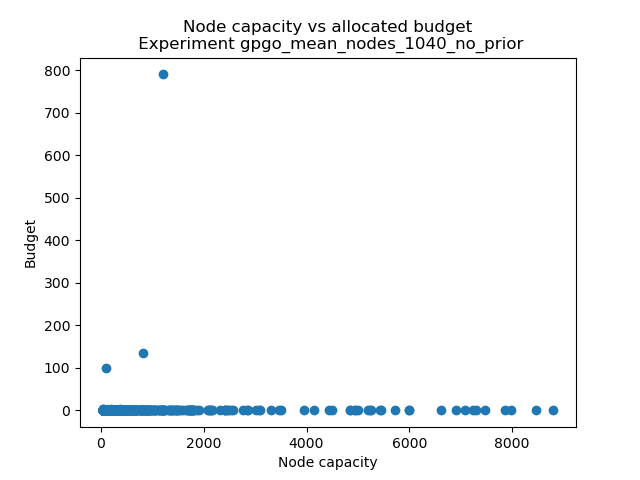 Node capacity vs allocated budget
Experiment gpgo_mean_nodes_1040_no_prior
800
700
600
500
400
300
200
100
0
Budget
0 2000 4000 6000 8000
Node capacity